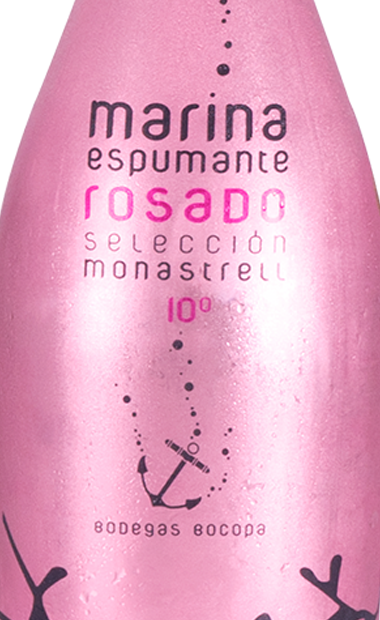 marina
espumante
rosado
selección
monastrell
10º
BODEGAS BOCOPA